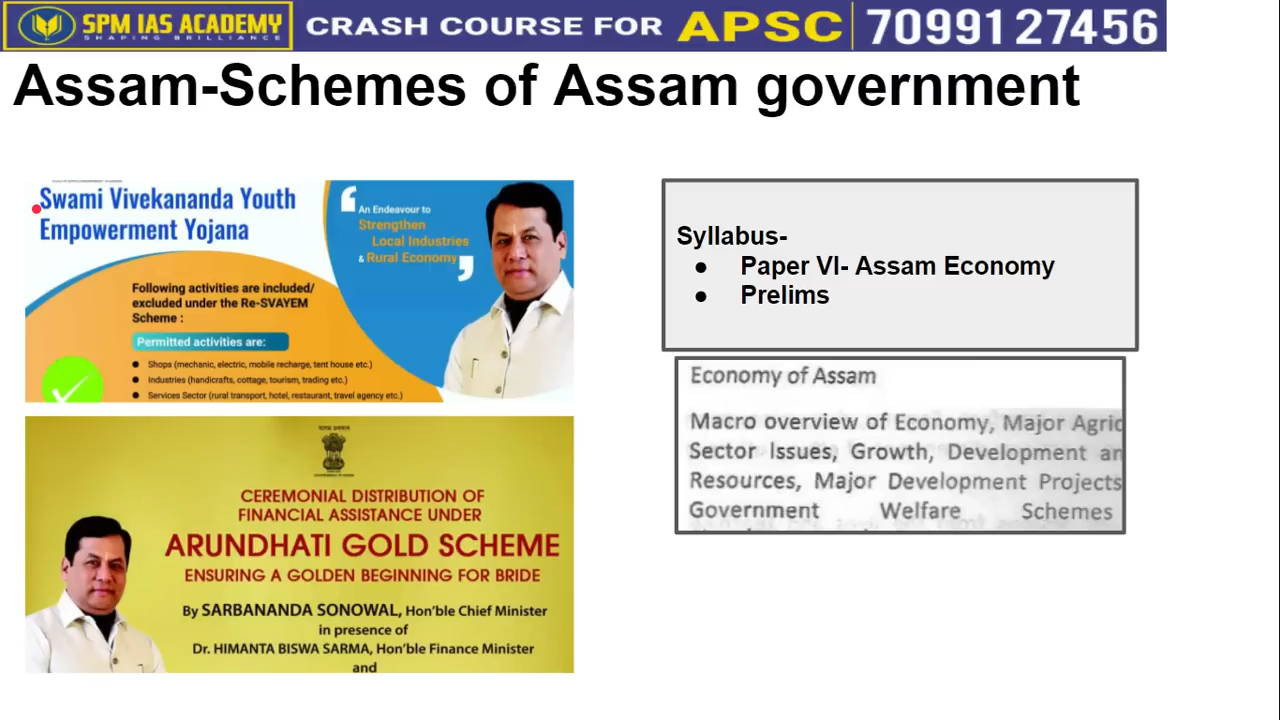 SPM IAS ACADEMY
SHAPING BRILLIANCE
CRASH COURSE FOR APSC 70991 27456
Assam-Schemes of Assam government
Swami Vivekananda Youth
Empowerment Yojana
An Endeavour to
Strengthen
Local Industries
& Rural Economy
Following activities are included/
excluded under the Re-SVAYEM
Scheme :
Permitted activities are:
● Shops (mechanic, electric, mobile recharge, tent house etc.)
● Industries (handicrafts, cottage, tourism, trading etc.)
● Services Sector (rural transport, hotel, restaurant, travel agency etc.)
CEREMONIAL DISTRIBUTION OF
FINANCIAL ASSISTANCE UNDER
ARUNDHATI GOLD SCHEME
ENSURING A GOLDEN BEGINNING FOR BRIDE
By SARBANANDA SONOWAL, Hon'ble Chief Minister
in presence of
Dr. HIMANTA BISWA SARMA, Hon'ble Finance Minister
and
Syllabus-
● Paper VI- Assam Economy
● Prelims
Economy of Assam
Macro overview of Economy, Major Agric
Sector Issues, Growth, Development an
Resources, Major Development Projects
Government Welfare Schemes